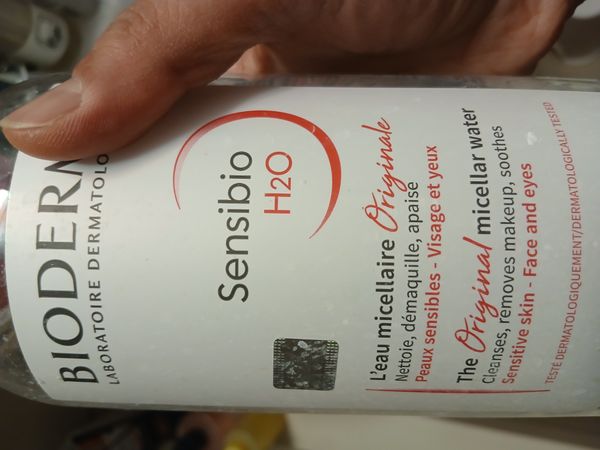 BIODERM
LABORATOIRE DERMATOLO
Sensibio
H2O
L'eau micellaire Originale
Nettoie, démaquille, apaise
Peaux sensibles - Visage et yeux
The Original micellar water
Cleanses, removes makeup, soothes
Sensitive skin - Face and eyes
TESTÉ DERMATOLOGIQUEMENT/DERMATOLOGICALLY TESTED